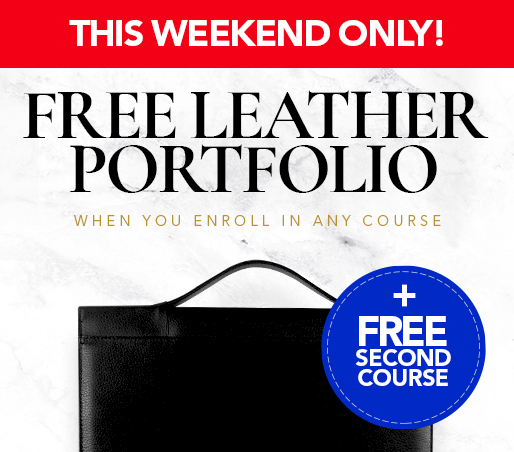 THIS WEEKEND ONLY!
FREE LEATHER
PORTFOLIO
WHEN YOU ENROLL IN ANY COURSE
+
FREE
SECOND
COURSE